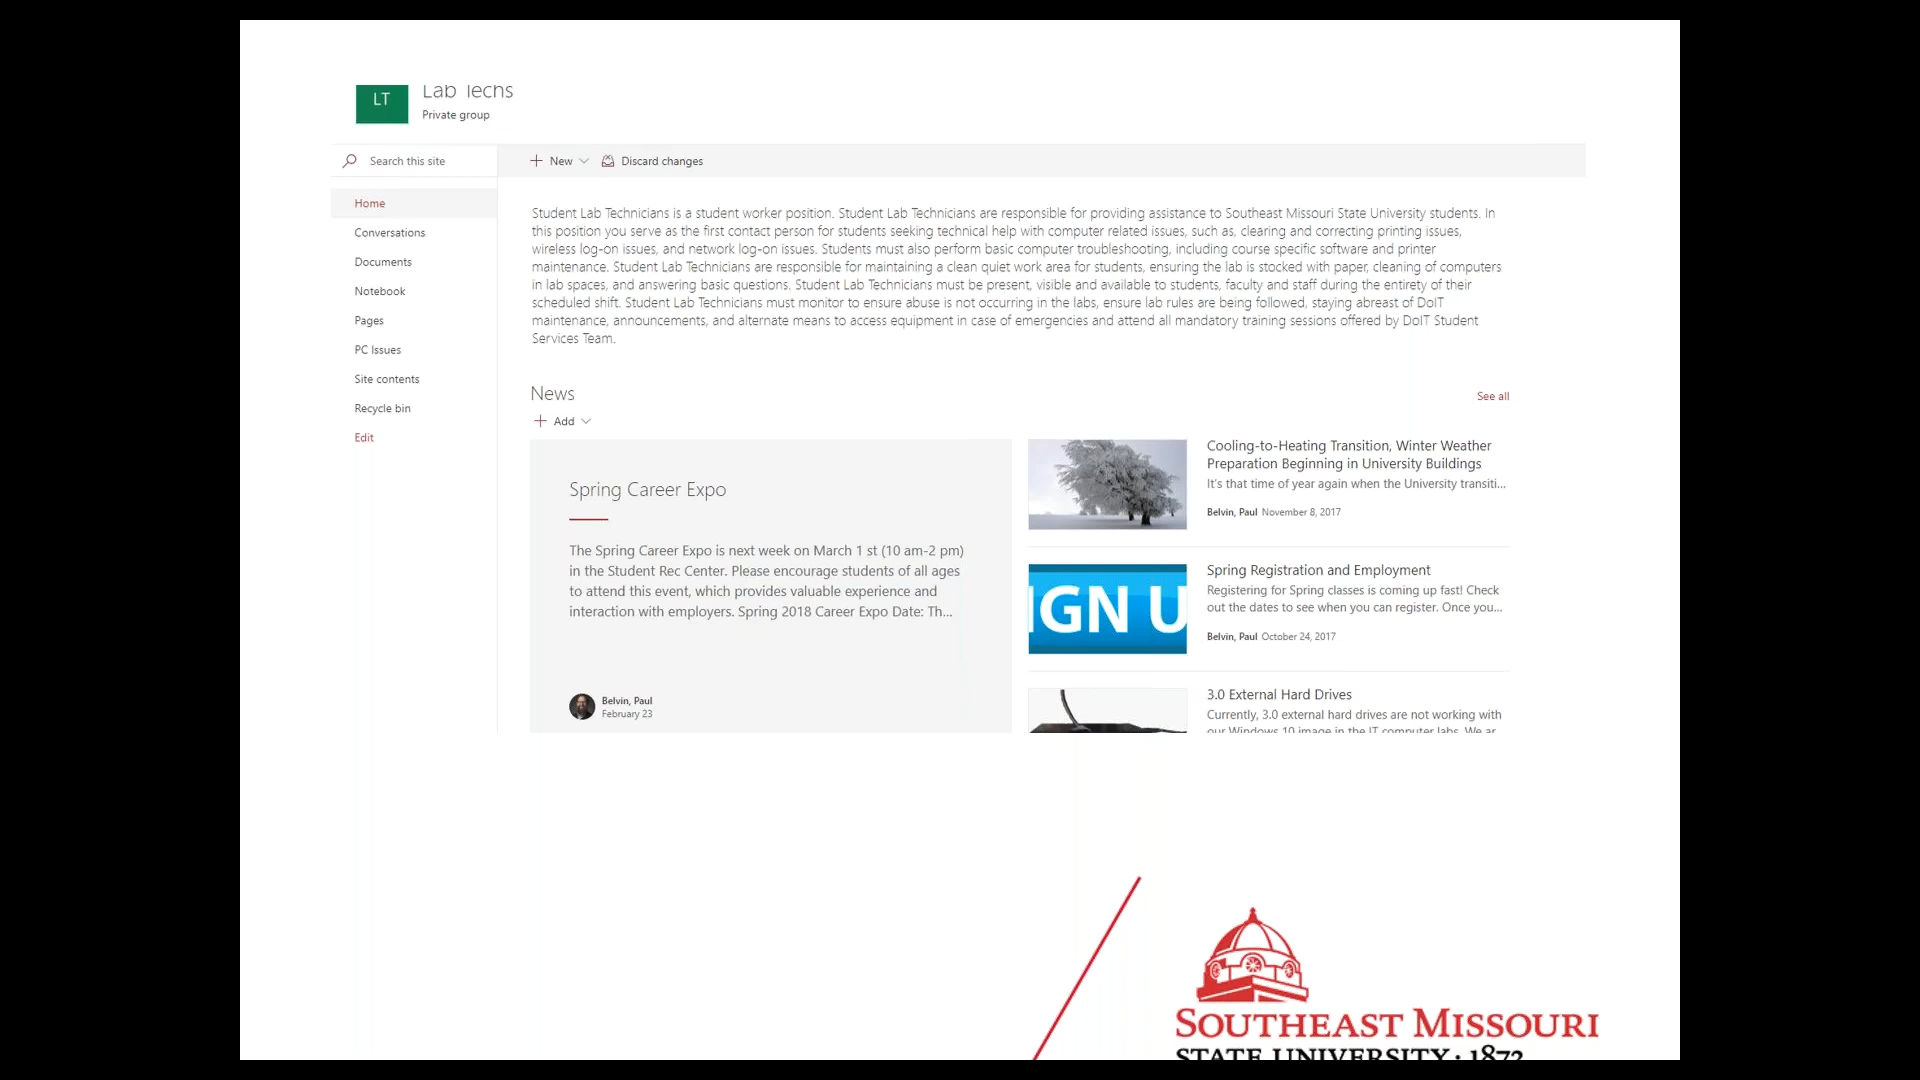 LT
Lab Techs
Private group
Search this site
New
Discard changes
Home
Conversations
Documents
Notebook
Pages
PC Issues
Site contents
Recycle bin
Edit
Student Lab Technicians is a student worker position. Student Lab Technicians are responsible for providing assistance to Southeast Missouri State University students. In
this position you serve as the first contact person for students seeking technical help with computer related issues, such as, clearing and correcting printing issues,
wireless log-on issues, and network log-on issues. Students must also perform basic computer troubleshooting, including course specific software and printer
maintenance. Student Lab Technicians are responsible for maintaining a clean quiet work area for students, ensuring the lab is stocked with paper, cleaning of computers
in lab spaces, and answering basic questions. Student Lab Technicians must be present, visible and available to students, faculty and staff during the entirety of their
scheduled shift. Student Lab Technicians must monitor to ensure abuse is not occurring in the labs, ensure lab rules are being followed, staying abreast of DoIT
maintenance, announcements, and alternate means to access equipment in case of emergencies and attend all mandatory training sessions offered by DoIT Student
Services Team.
News
See all
Add
Spring Career Expo
The Spring Career Expo is next week on March 1 st (10 am-2 pm)
in the Student Rec Center. Please encourage students of all ages
to attend this event, which provides valuable experience and
interaction with employers. Spring 2018 Career Expo Date: Th...
Belvin, Paul
February 23
Cooling-to-Heating Transition, Winter Weather
Preparation Beginning in University Buildings
It's that time of year again when the University transiti...
Belvin, Paul November 8, 2017
IGN U
Spring Registration and Employment
Registering for Spring classes is coming up fast! Check
out the dates to see when you can register. Once you...
Belvin, Paul October 24, 2017
3.0 External Hard Drives
Currently, 3.0 external hard drives are not working with
our Windows 10 image in the IT computer labs. We ar
SOUTHEAST MISSOURI
STATE UNIVERSITY · 1872